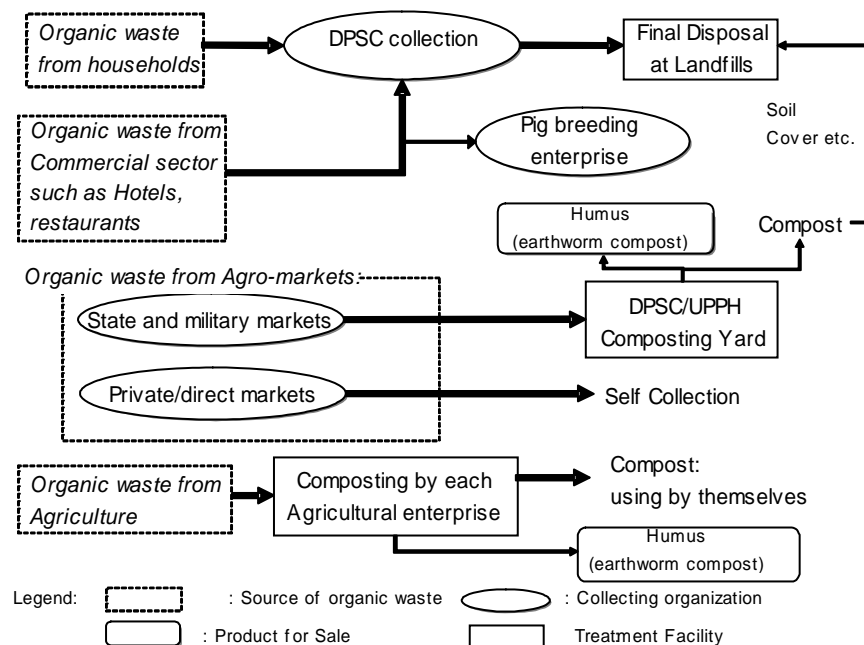 Organic waste
from households
DPSC collection
Final Disposal
at Landfills
Organic waste from
Commercial sector
such as Hotels,
restaurants
Pig breeding
enterprise
Soil
Cover etc.
Humus
(earthworm compost)
Compost
Organic waste from Agro-markets:
State and military markets
DPSC/UPPH
Composting Yard
Private/direct markets
Self Collection
Organic waste from
Agriculture
Composting by each
Agricultural enterprise
Compost:
using by themselves
Humus
(earthworm compost)
Legend:
: Source of organic waste
: Collecting organization
: Product for Sale
Treatment Facility